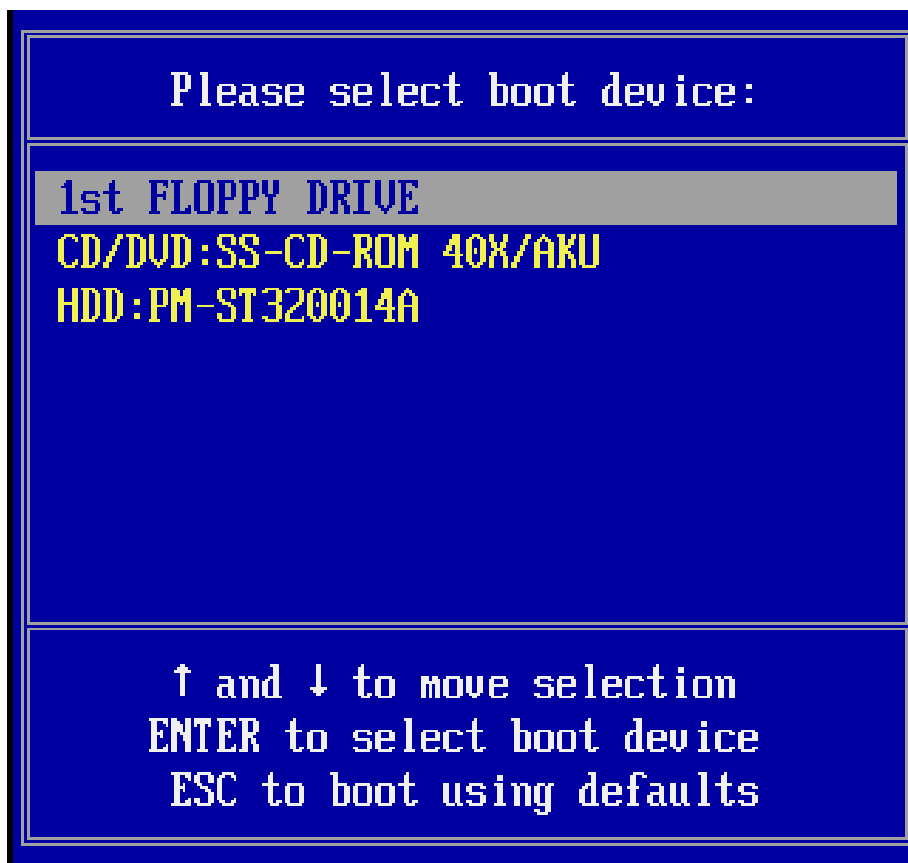 Please select boot device:
1st FLOPPY DRIVE
CD/DVD:SS-CD-ROM 40X/AKU
HDD:PM-ST320014A
↑ and ↓ to move selection
ENTER to select boot device
ESC to boot using defaults